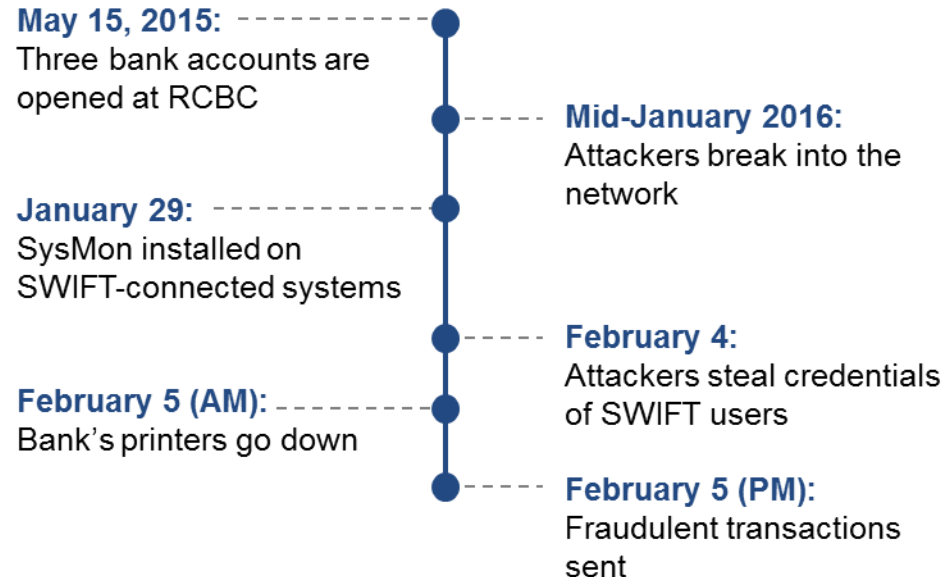 May 15, 2015:
Three bank accounts are
opened at RCBC
Mid-January 2016:
Attackers break into the
network
January 29:
SysMon installed on
SWIFT-connected systems
February 4:
Attackers steal credentials
of SWIFT users
February 5 (AM):
Bank's printers go down
February 5 (PM):
Fraudulent transactions
sent